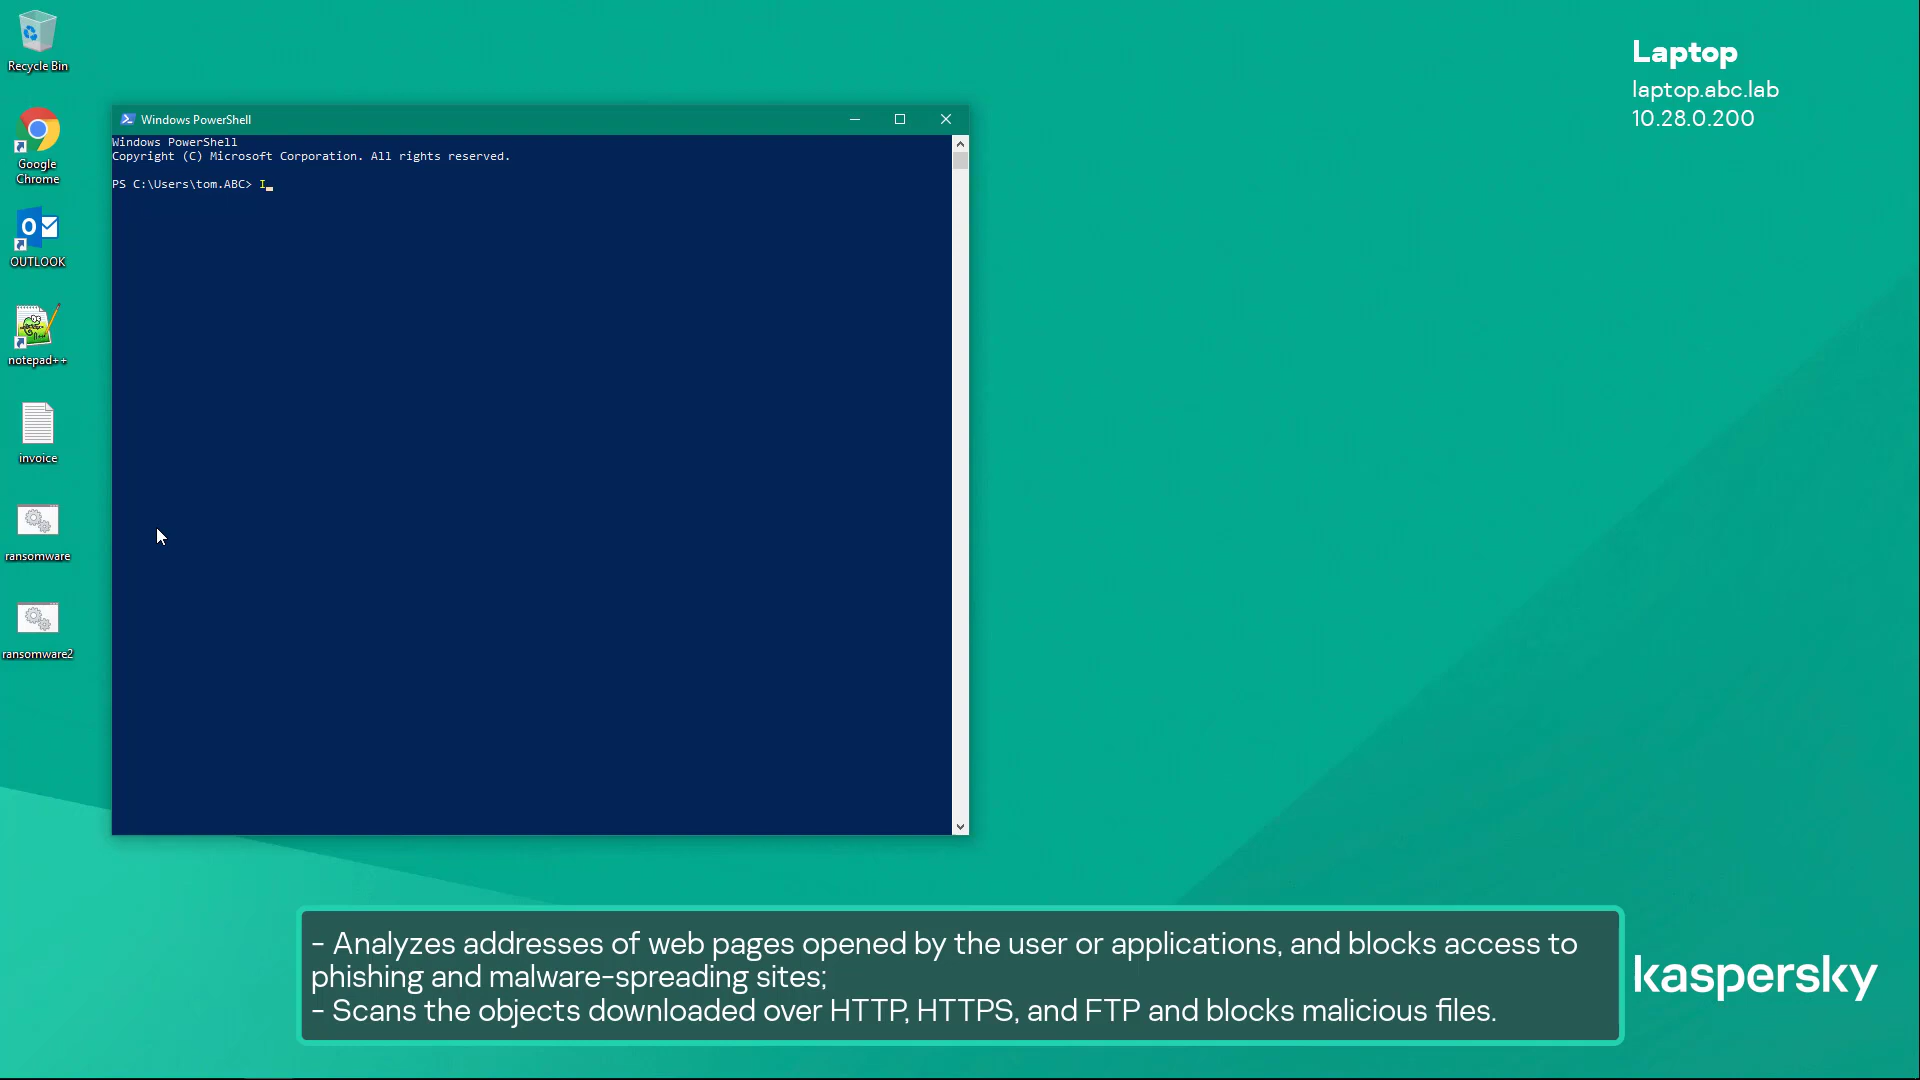 Recycle Bin
Google
Chrome
OUTLOOK
notepad++
invoice
ransomware
ransomware2
Windows PowerShell
Windows PowerShell
Copyright (C) Microsoft Corporation. All rights reserved.
PS C:\Users\tom.ABC> I_
Laptop
laptop.abc.lab
10.28.0.200
- Analyzes addresses of web pages opened by the user or applications, and blocks access to
phishing and malware-spreading sites;
- Scans the objects downloaded over HTTP, HTTPS, and FTP and blocks malicious files.
kaspersky